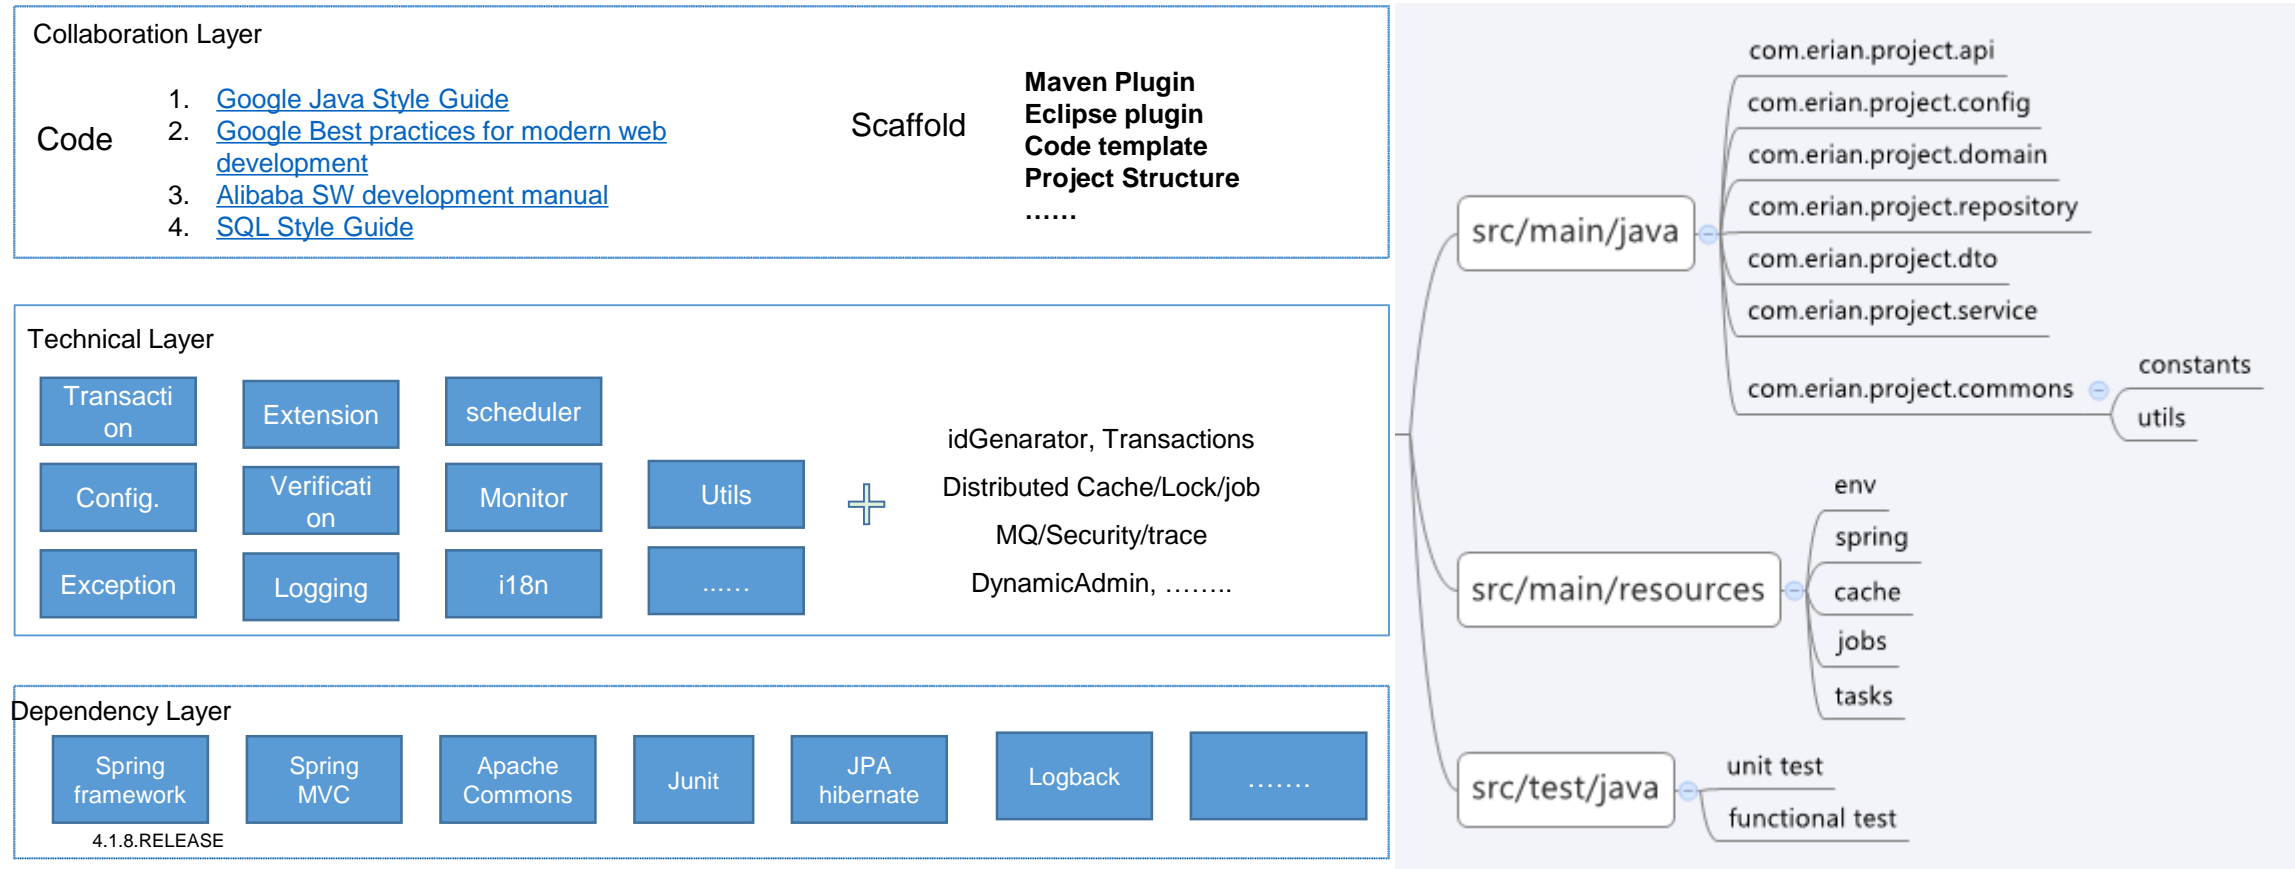 Collaboration Layer
Code
1. Google Java Style Guide
2. Google Best practices for modern web
development
3. Alibaba SW development manual
4. SQL Style Guide
Scaffold
Maven Plugin
Eclipse plugin
Code template
Project Structure
……
Technical Layer
Transacti
on
Extension
scheduler
Config.
Verificati
on
Monitor
Utils
Exception
Logging
i18n
......
idGenarator, Transactions
Distributed Cache/Lock/job
MQ/Security/trace
DynamicAdmin, ……..
Dependency Layer
Spring
framework
4.1.8.RELEASE
Spring
MVC
Apache
Commons
Junit
JPA
hibernate
Logback
…….
src/main/java
com.erian.project.api
com.erian.project.config
com.erian.project.domain
com.erian.project.repository
com.erian.project.dto
com.erian.project.service
com.erian.project.commons
constants
utils
src/main/resources
env
spring
cache
jobs
tasks
src/test/java
unit test
functional test